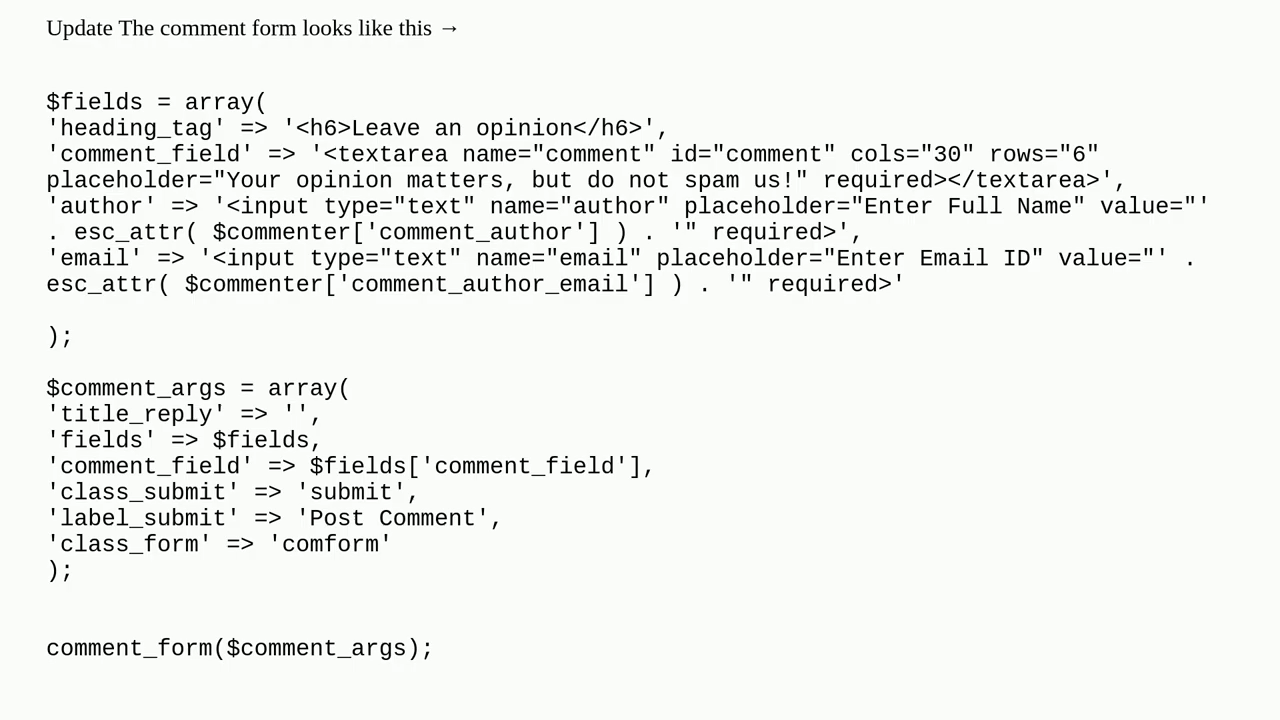 Update The comment form looks like this →
$fields = array(
'heading_tag' => '<h6>Leave an opinion</h6>',
'comment_field' => '<textarea name="comment" id="comment" cols="30" rows="6"
placeholder="Your opinion matters, but do not spam us!" required></textarea>',
'author' => '<input type="text" name="author" placeholder="Enter Full Name" value="'
. esc_attr( $commenter['comment_author'] ) . '" required>',
'email' => '<input type="text" name="email" placeholder="Enter Email ID" value="' .
esc_attr( $commenter['comment_author_email'] ) . '" required>'
);
$comment_args = array(
'title_reply' => '',
'fields' => $fields,
'comment_field' => $fields['comment_field'],
'class_submit' => 'submit',
'label_submit' => 'Post Comment',
'class_form' => 'comform'
);
comment_form($comment_args);